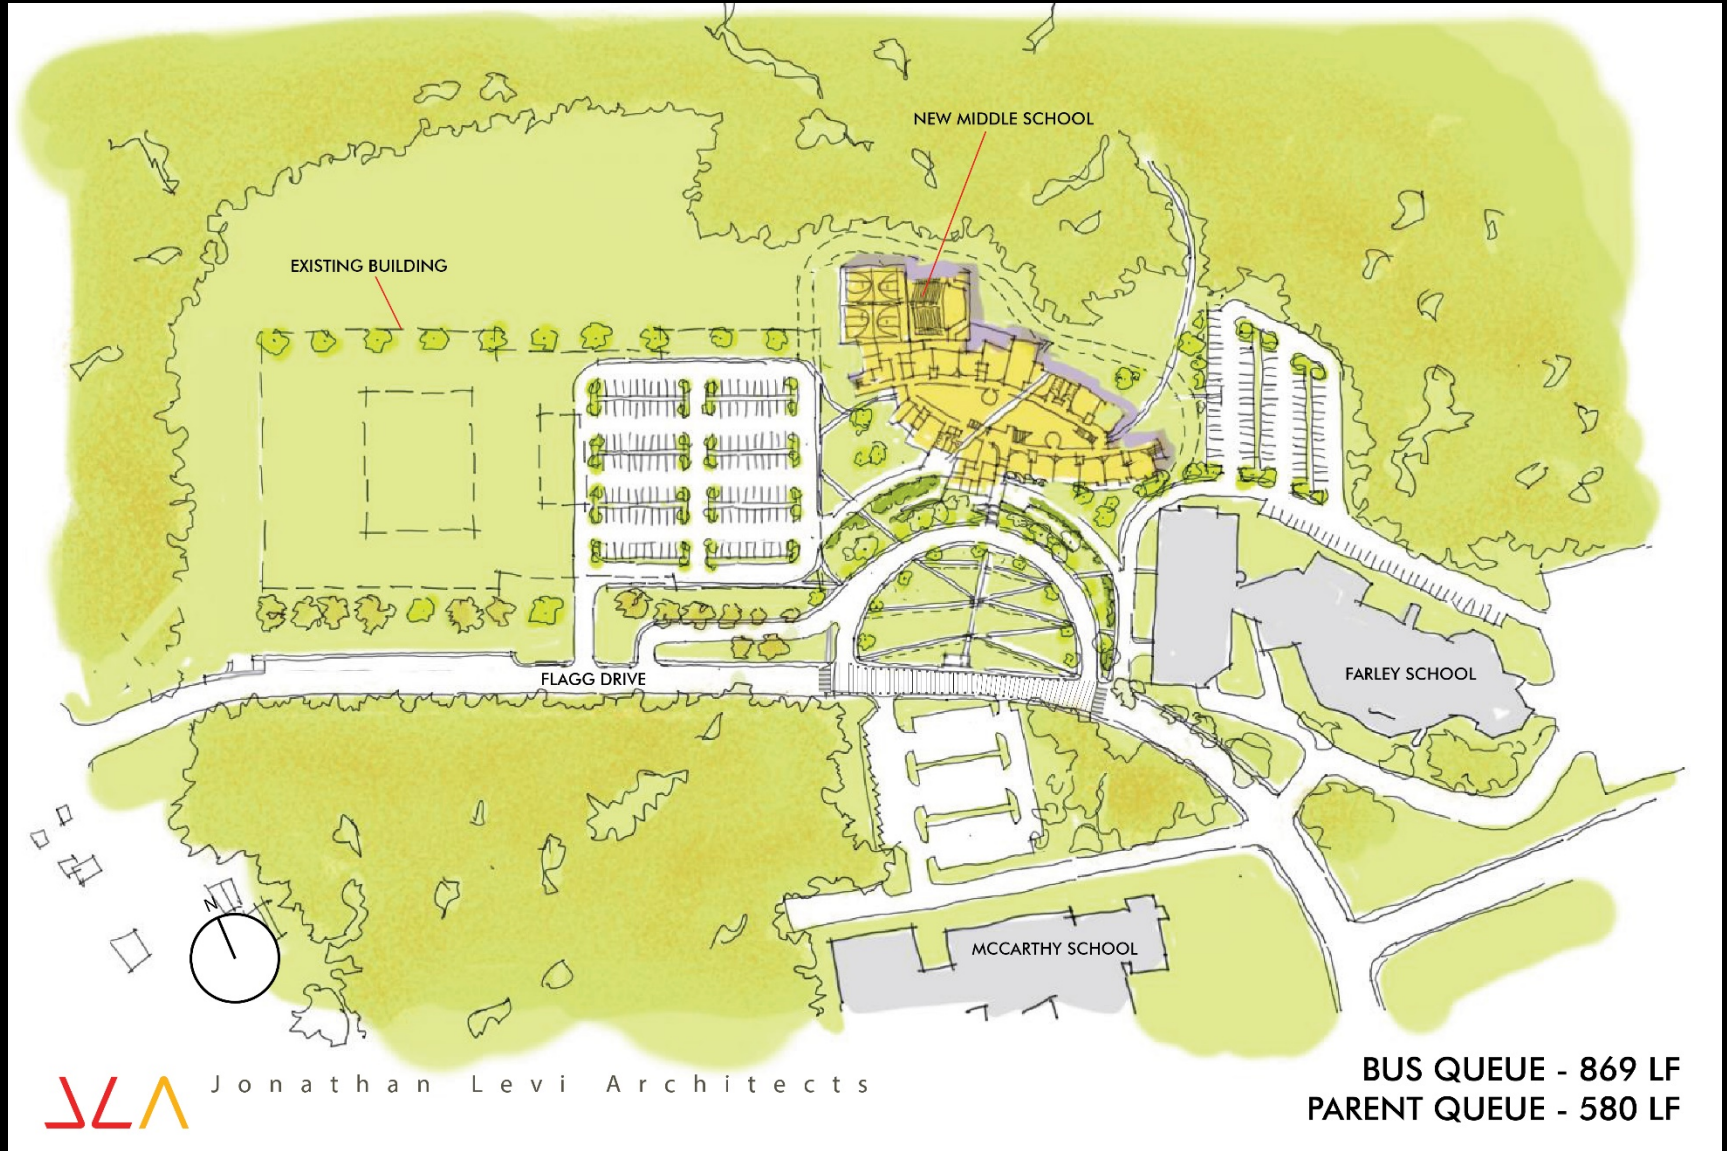 NEW MIDDLE SCHOOL
EXISTING BUILDING
FLAGG DRIVE
FARLEY SCHOOL
N
MCCARTHY SCHOOL
BUS QUEUE - 869 LF
PARENT QUEUE - 580 LF
JLA Jonathan Levi Architects